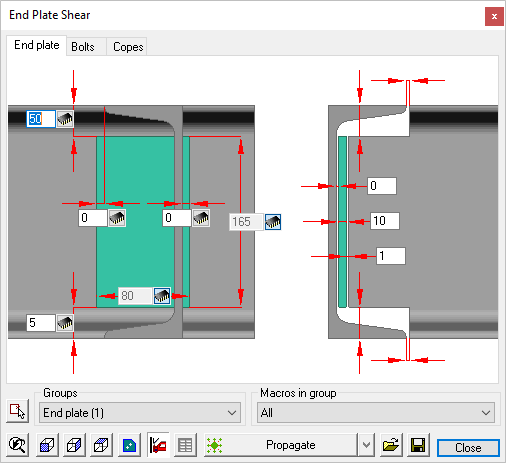 End Plate Shear
x
End plate Bolts Copes
50
0
0 0 165
10
1
80
5
Groups Macros in group
End plate (1) All
Propagate Close